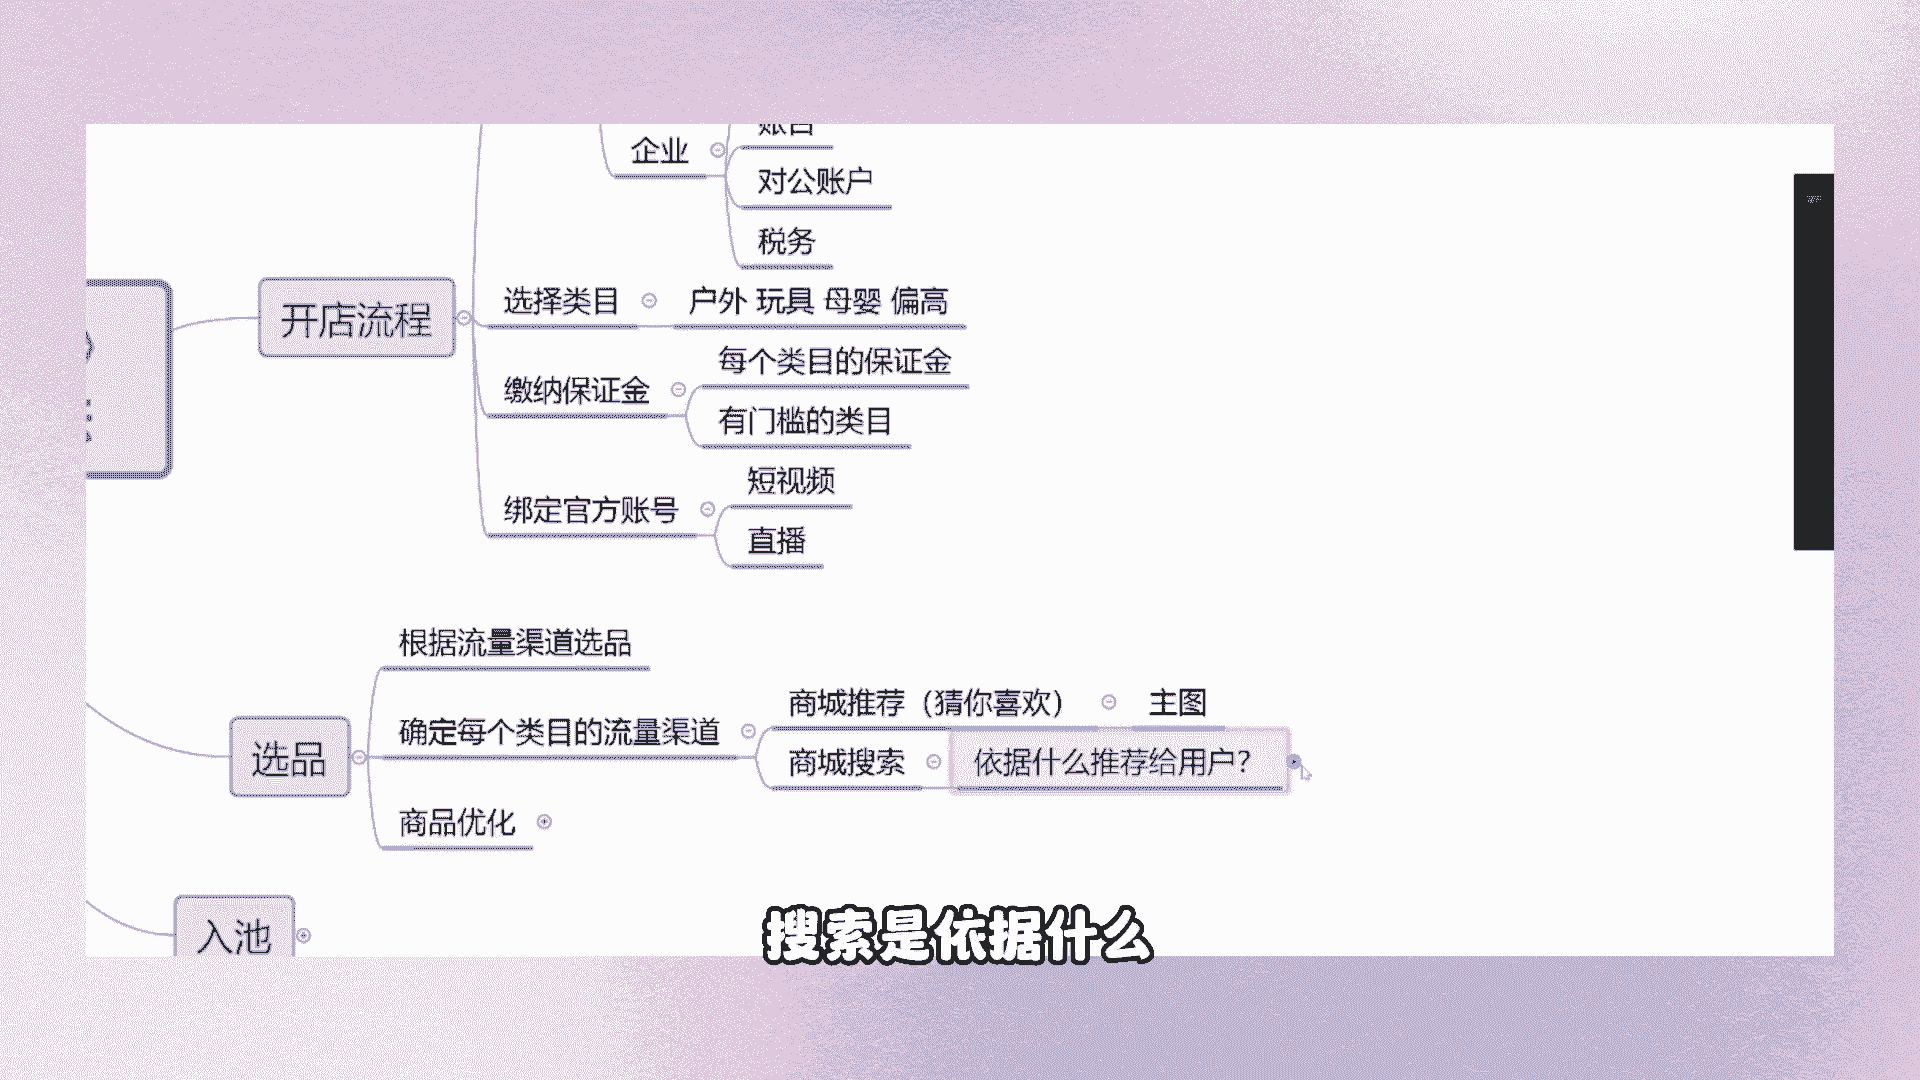 企业
账目
对公账户
税务
开店流程
选择类目
户外 玩具 母婴 偏高
缴纳保证金
每个类目的保证金
有门槛的类目
绑定官方账号
短视频
直播
选品
根据流量渠道选品
确定每个类目的流量渠道
商城推荐（猜你喜欢）
主图
商城搜索
依据什么推荐给用户？
商品优化
入池
搜索是依据什么